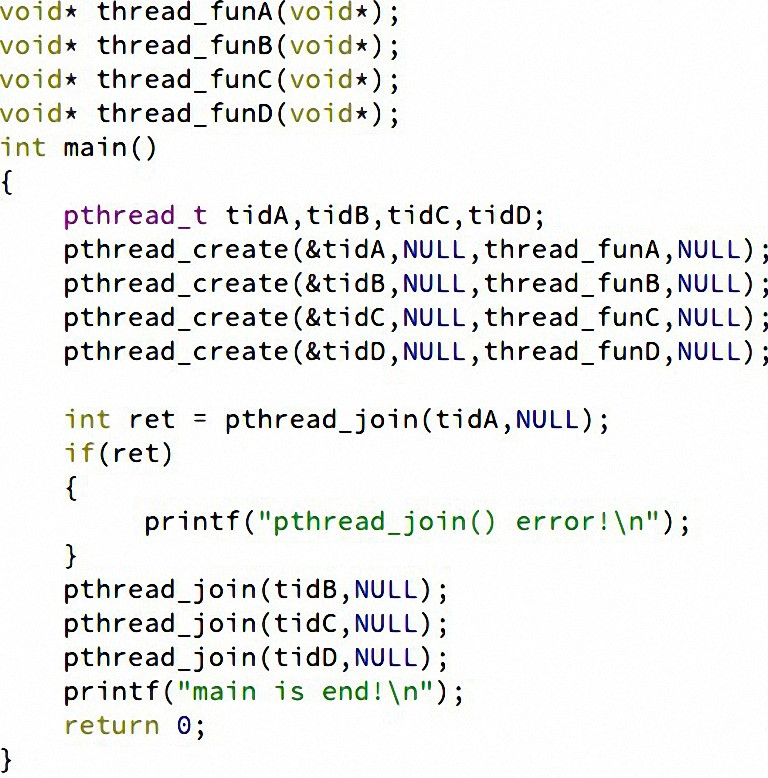 void* thread_funA(void*);
void* thread_funB(void*);
void* thread_funC(void*);
void* thread_funD(void*);
int main()
{
    pthread_t tidA,tidB,tidC,tidD;
    pthread_create(&tidA,NULL,thread_funA,NULL);
    pthread_create(&tidB,NULL,thread_funB,NULL);
    pthread_create(&tidC,NULL,thread_funC,NULL);
    pthread_create(&tidD,NULL,thread_funD,NULL);

    int ret = pthread_join(tidA,NULL);
    if(ret)
    {
         printf("pthread_join() error!\n");
    }
    pthread_join(tidB,NULL);
    pthread_join(tidC,NULL);
    pthread_join(tidD,NULL);
    printf("main is end!\n");
    return 0;
}